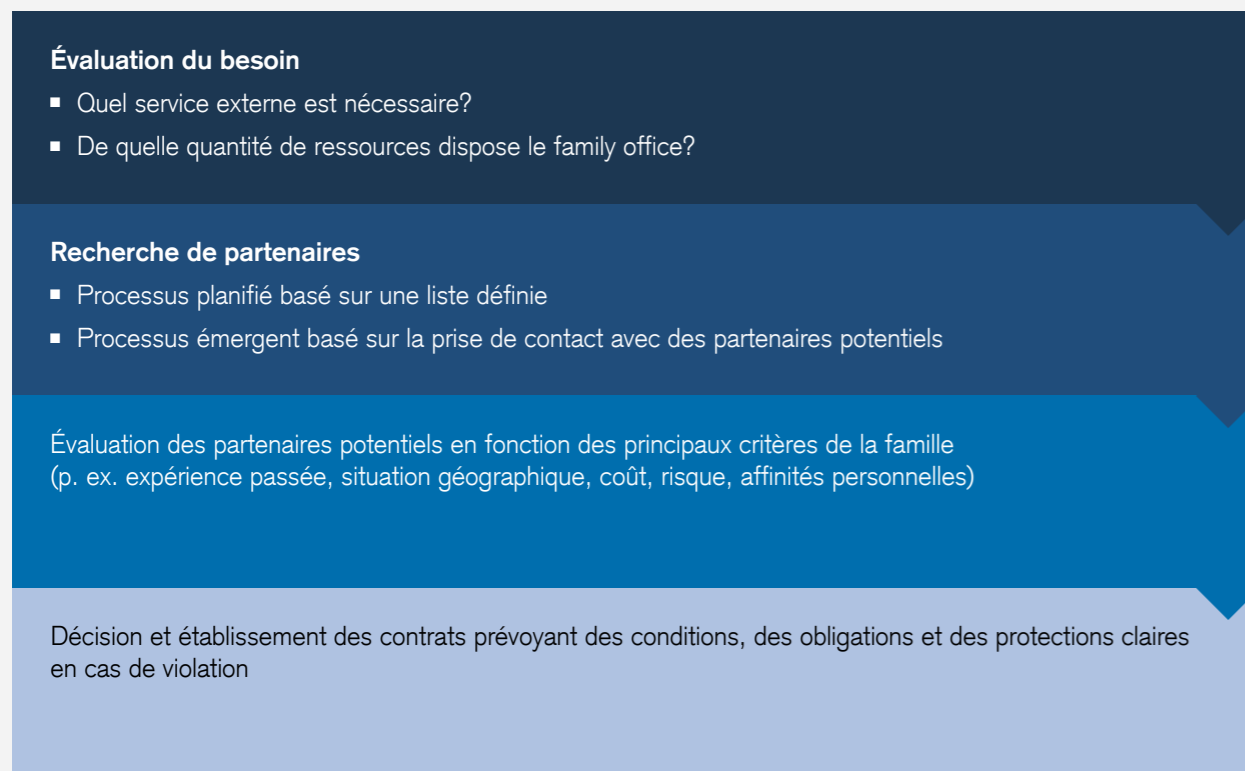 Évaluation du besoin
▪ Quel service externe est nécessaire?
▪ De quelle quantité de ressources dispose le family office?
Recherche de partenaires
▪ Processus planifié basé sur une liste définie
▪ Processus émergent basé sur la prise de contact avec des partenaires potentiels
Évaluation des partenaires potentiels en fonction des principaux critères de la famille
(p. ex. expérience passée, situation géographique, coût, risque, affinités personnelles)
Décision et établissement des contrats prévoyant des conditions, des obligations et des protections claires
en cas de violation